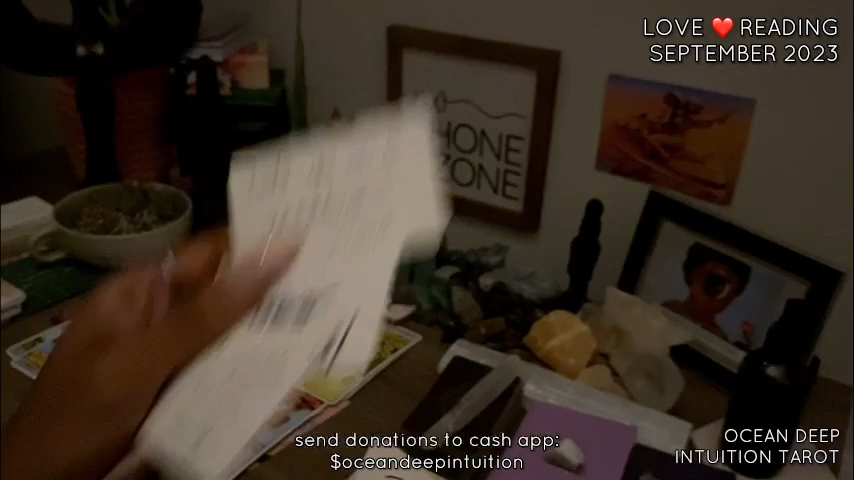 LOVE ❤️ READING
SEPTEMBER 2023
HONE
ZONE
send donations to cash app:
$oceandeepintuition
OCEAN DEEP
INTUITION TAROT